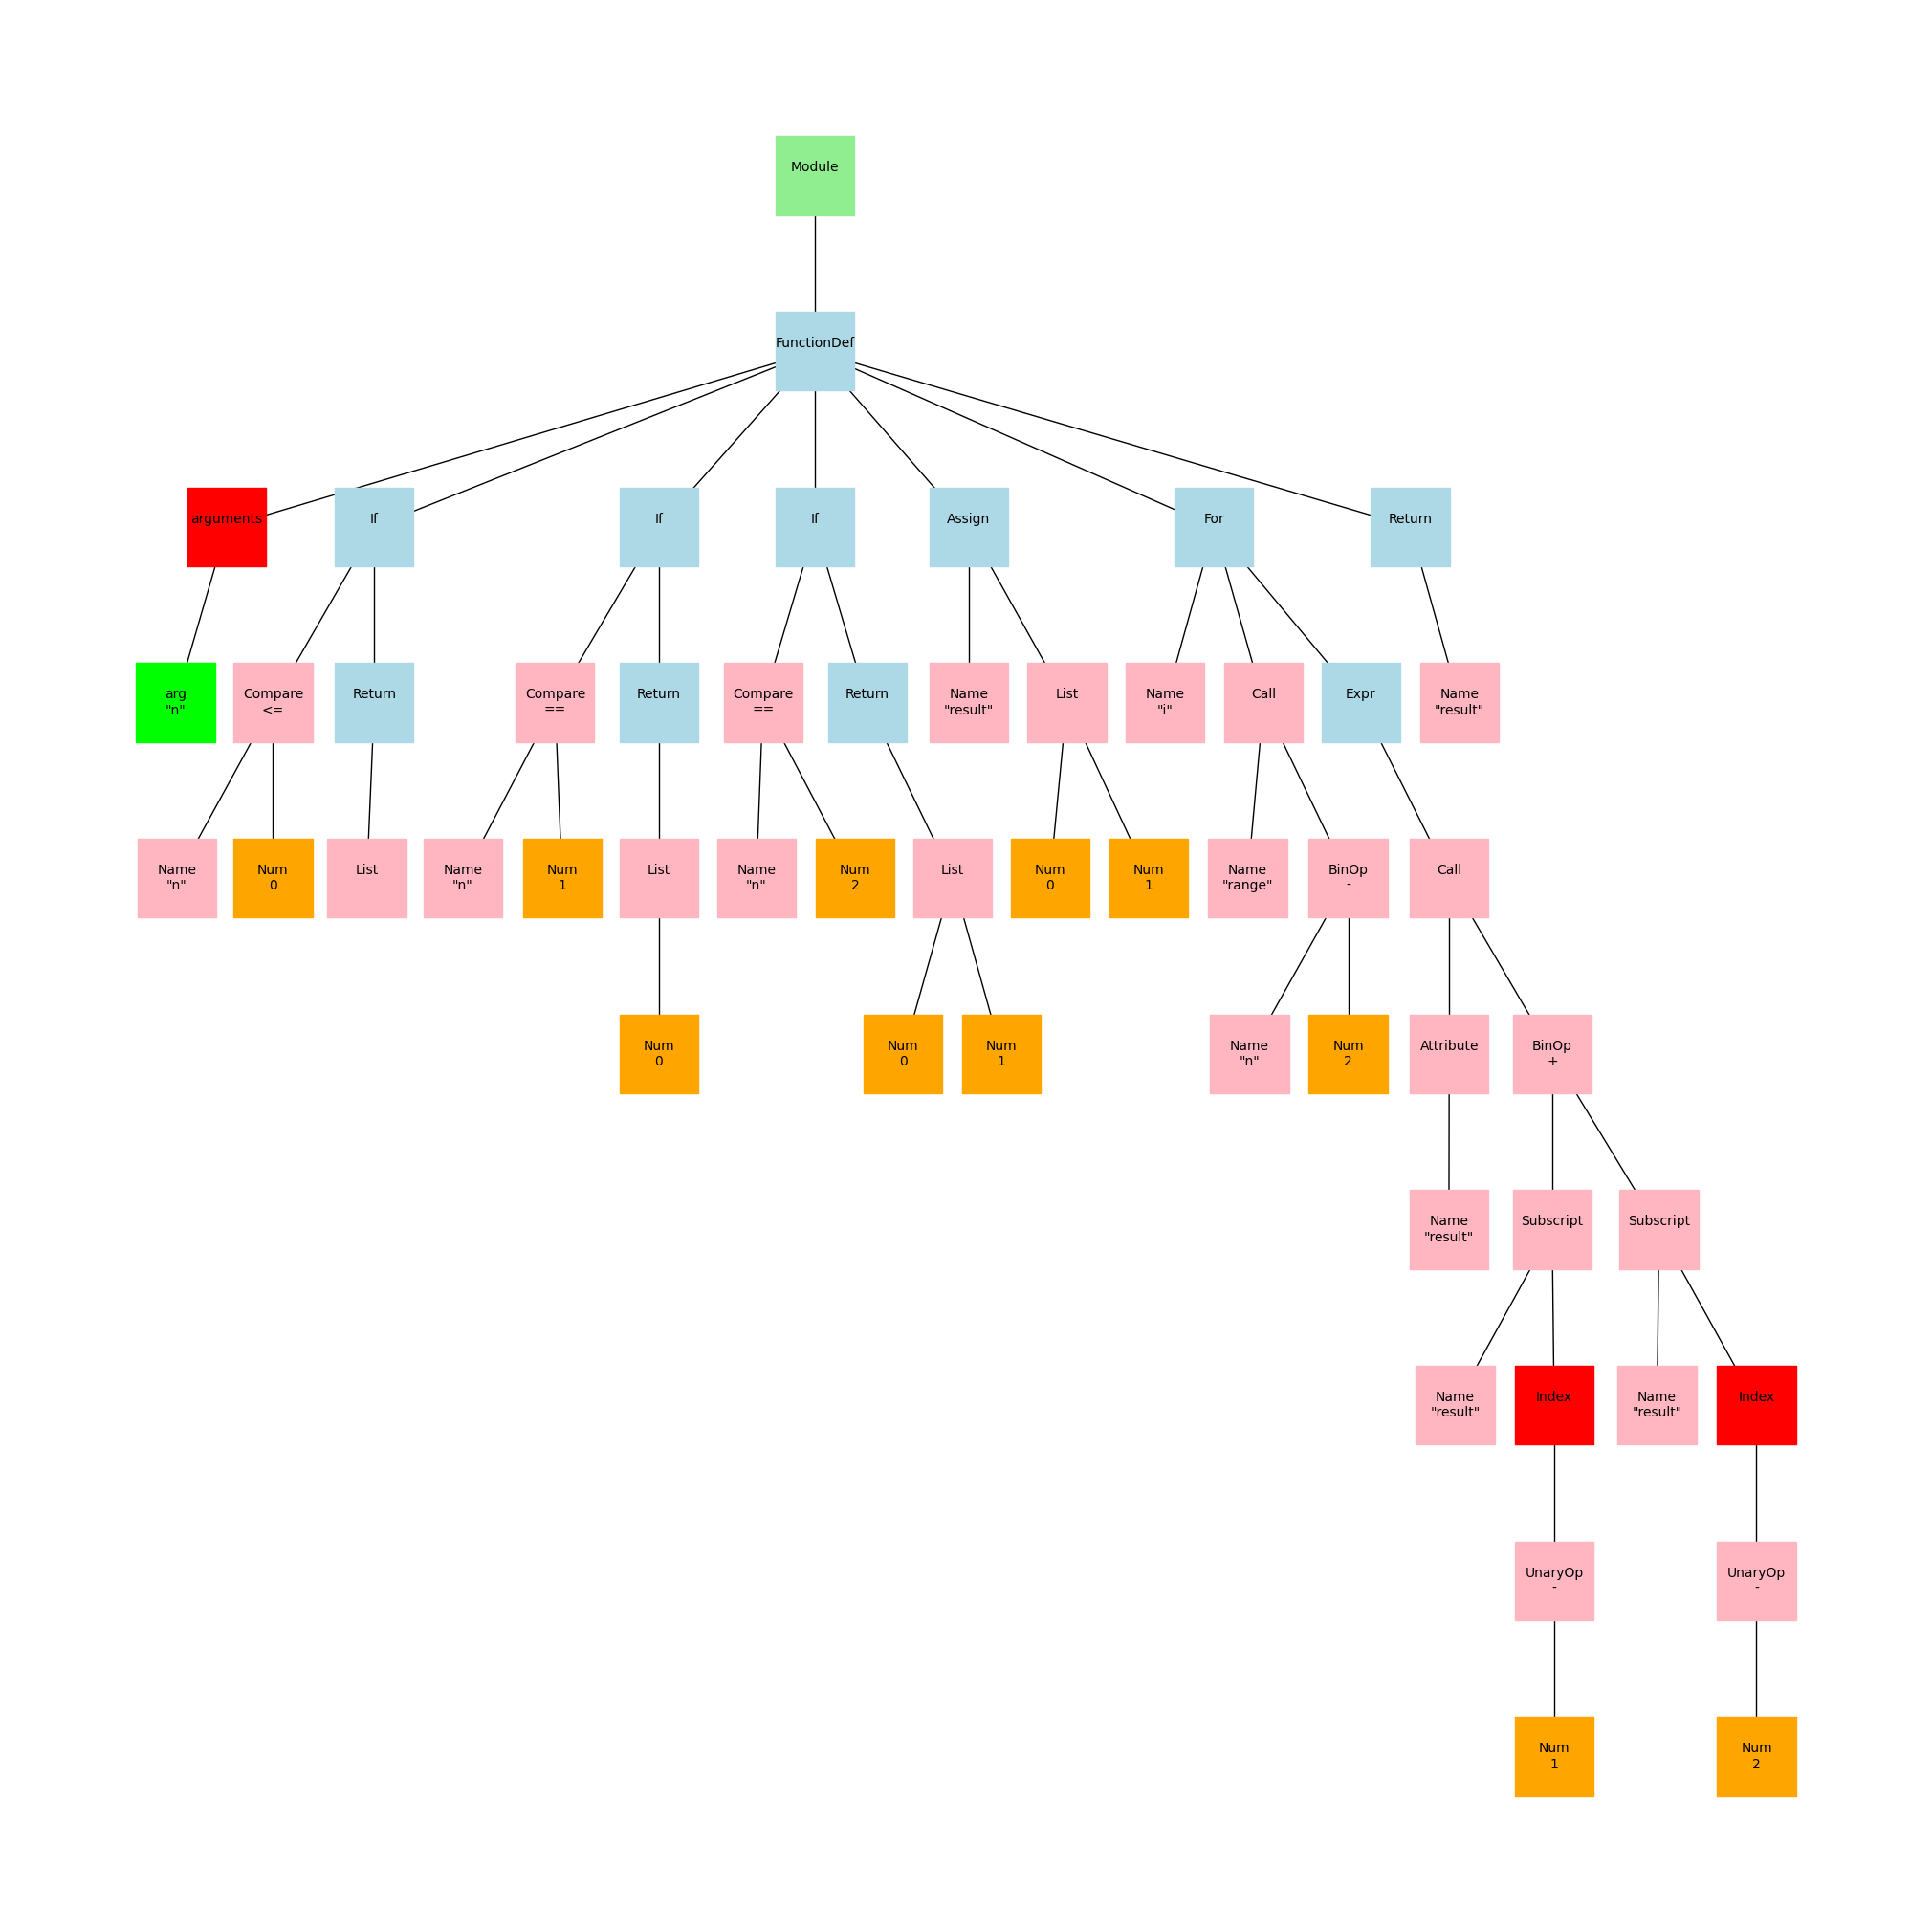 Module
FunctionDef
arguments
If
If
If
Assign
For
Return
arg
"n"
Compare
<=
Return
Compare
==
Return
Compare
==
Return
Name
"result"
List
Name
"i"
Call
Expr
Name
"result"
Name
"n"
Num
0
List
Name
"n"
Num
1
List
Name
"n"
Num
2
List
Num
0
Num
1
Name
"range"
BinOp
-
Call
Num
0
Num
0
Num
1
Name
"n"
Num
2
Attribute
BinOp
+
Name
"result"
Subscript
Subscript
Name
"result"
Index
Name
"result"
Index
UnaryOp
-
UnaryOp
-
Num
1
Num
2